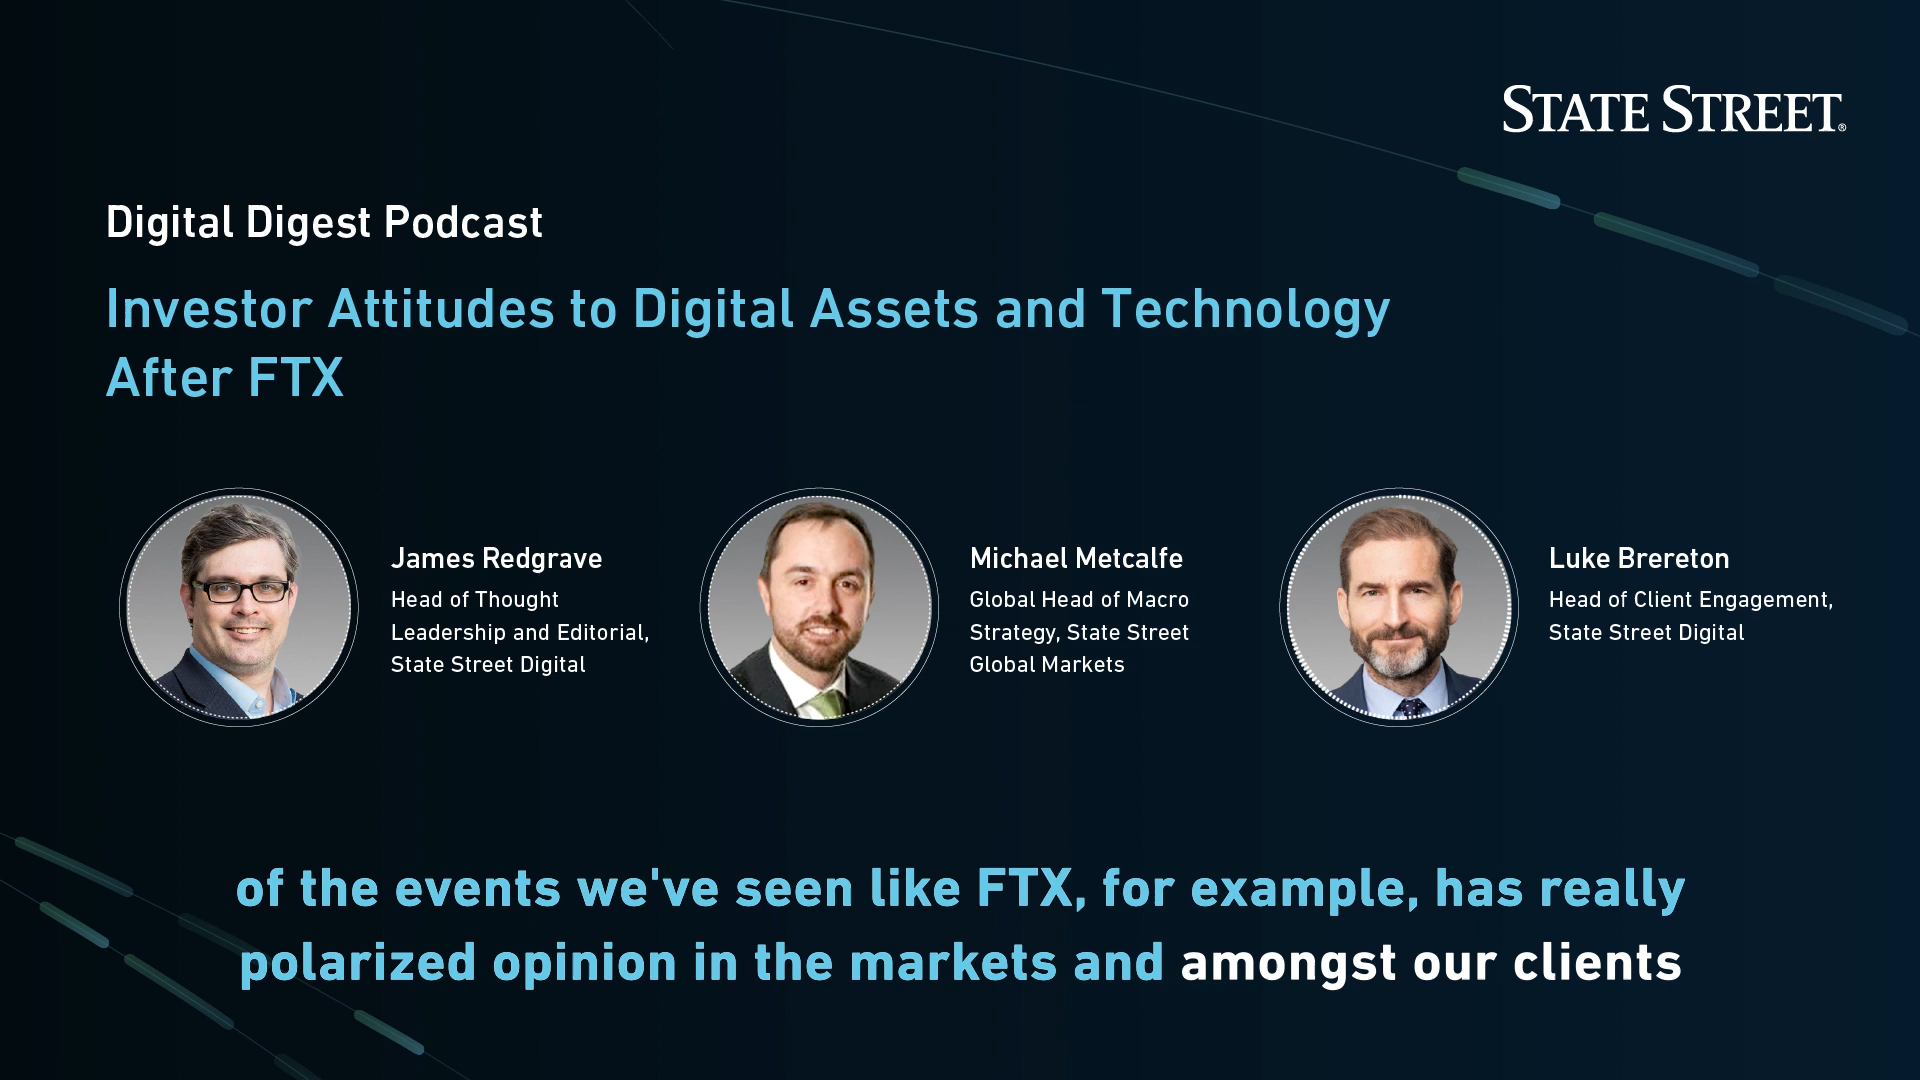 STATE STREET®
Digital Digest Podcast
Investor Attitudes to Digital Assets and Technology
After FTX
James Redgrave
Head of Thought
Leadership and Editorial,
State Street Digital
Michael Metcalfe
Global Head of Macro
Strategy, State Street
Global Markets
Luke Brereton
Head of Client Engagement,
State Street Digital
of the events we've seen like FTX, for example, has really
polarized opinion in the markets and amongst our clients